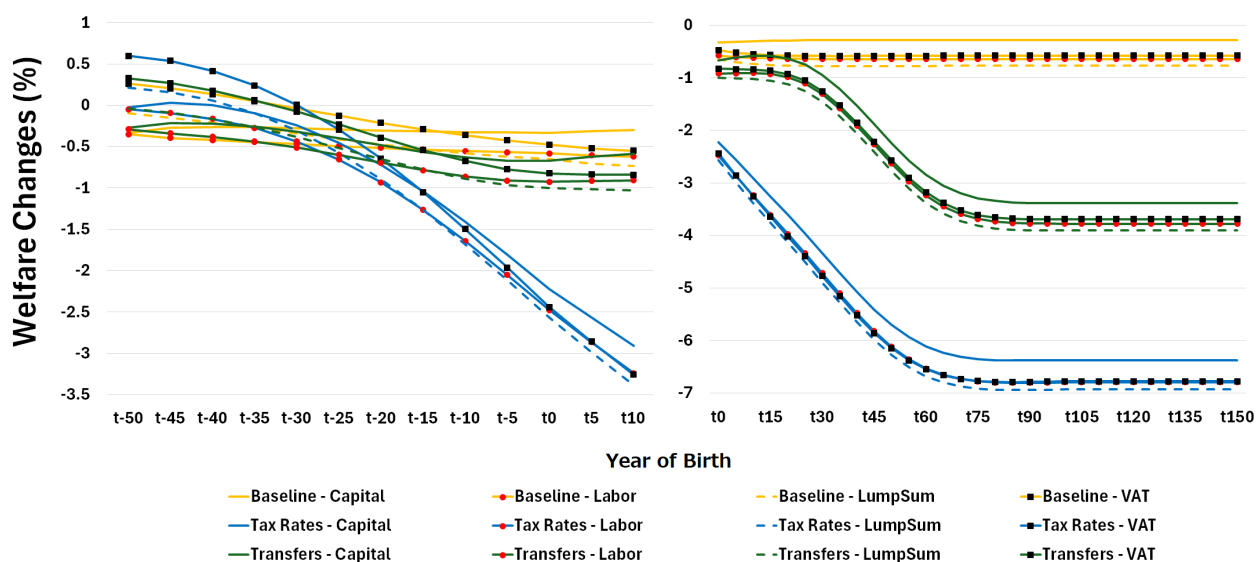 Welfare Changes (%)
1
0.5
0
-0.5
-1
-1.5
-2
-2.5
-3
-3.5
t-50 t-45 t-40 t-35 t-30 t-25 t-20 t-15 t-10 t-5 t0 t5 t10
0
-1
-2
-3
-4
-5
-6
-7
t0 t15 t30 t45 t60 t75 t90 t105 t120 t135 t150
Year of Birth
Baseline - Capital Baseline - Labor Baseline - LumpSum Baseline - VAT
Tax Rates - Capital Tax Rates - Labor Tax Rates - LumpSum Tax Rates - VAT
Transfers - Capital Transfers - Labor Transfers - LumpSum Transfers - VAT